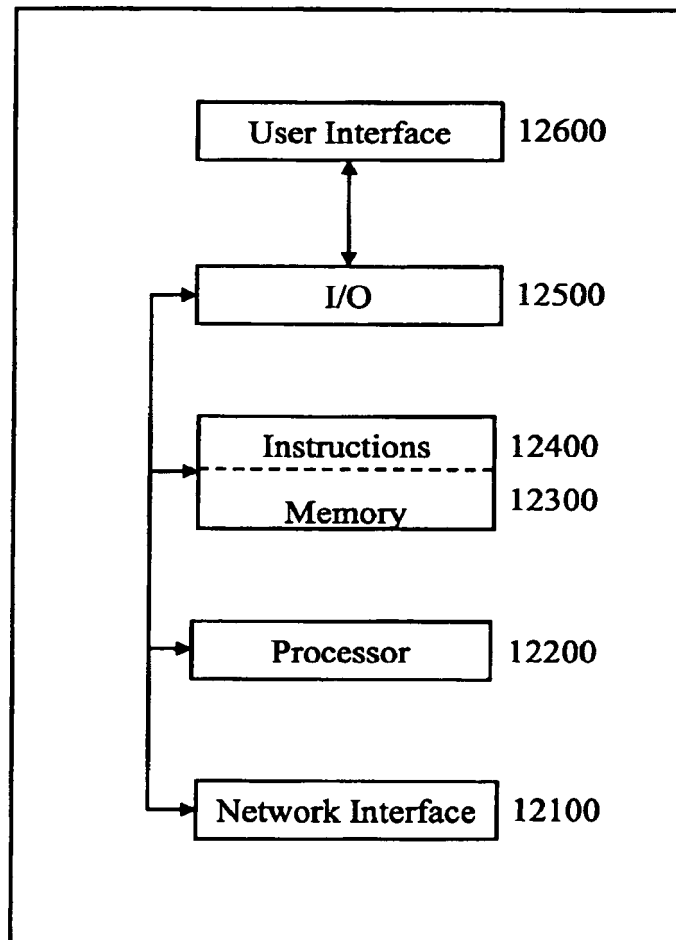 User Interface 12600
I/O 12500
Instructions 12400
Memory 12300
Processor 12200
Network Interface 12100